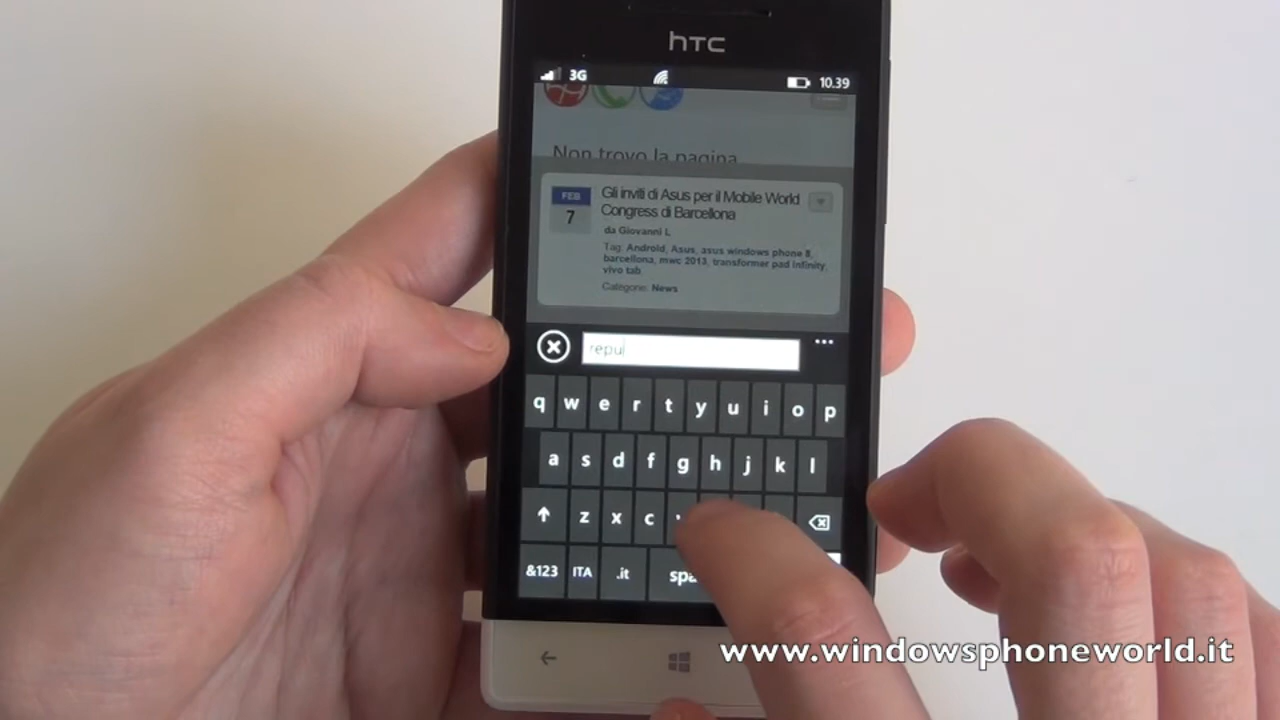 hTC
3G 10.39
Non trovo la pagina
FEB
7
Gli inviti di Asus per il Mobile World
Congress di Barcellona
da Giovanni L
Tag: Android, Asus, asus windows phone 8,
barcellona, mwc 2013, transformer pad infinity,
vivo tab
Categorie: News
repu
q w e r t y u i o p
a s d f g h j k l
z x c
&123 ITA .it
www.windowsphoneworld.it